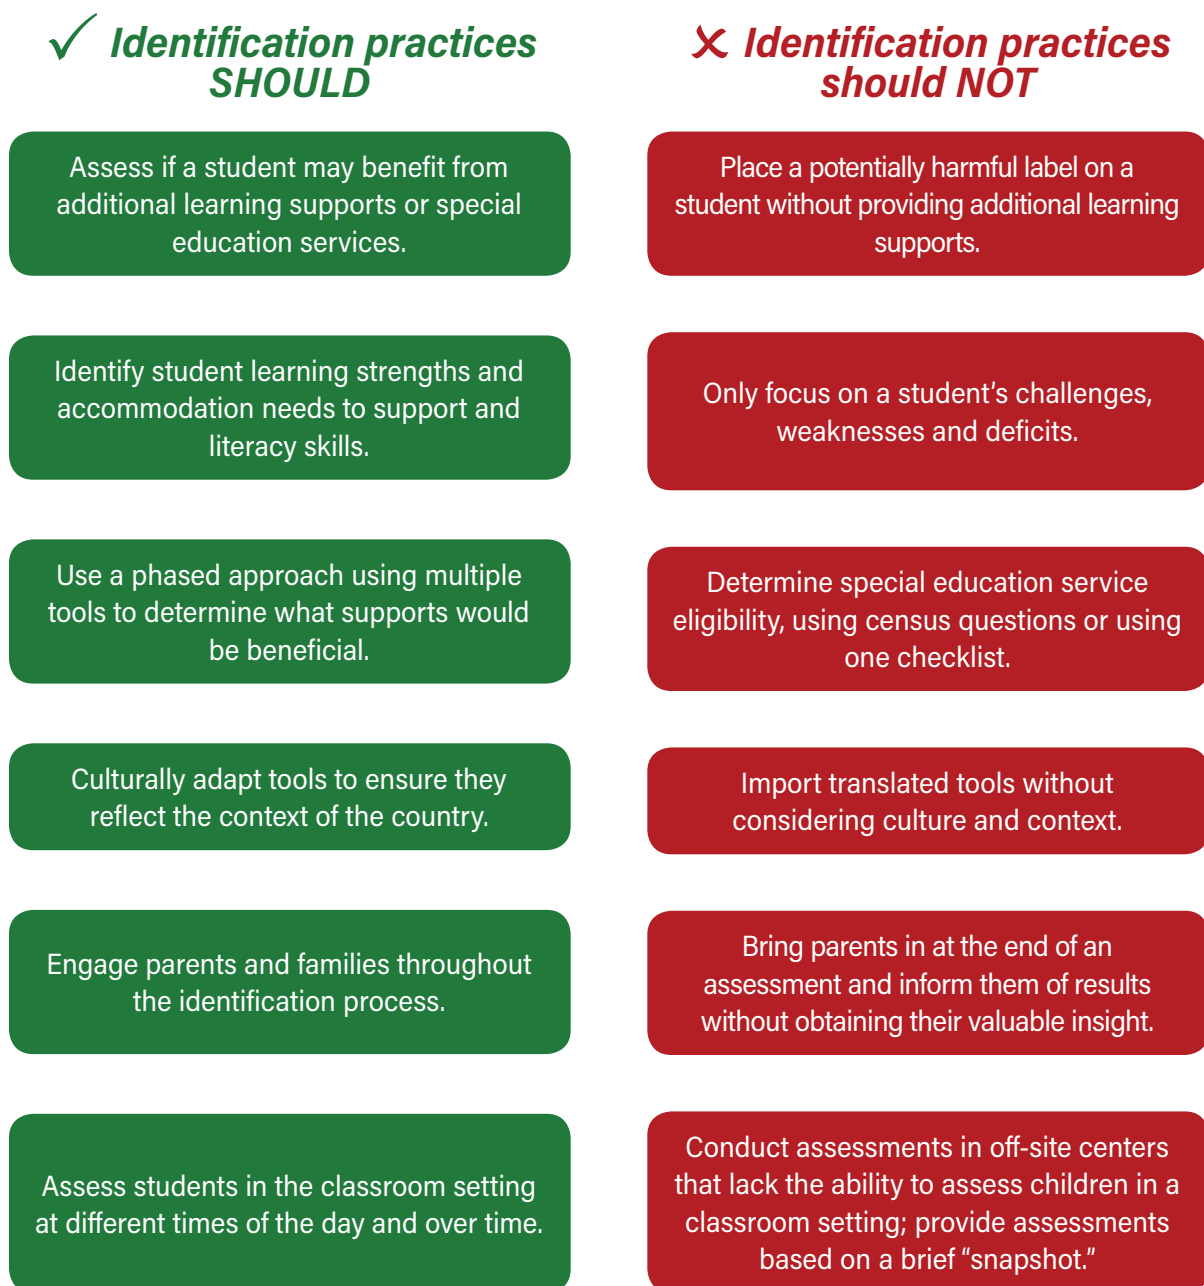 ✓ Identification practices
SHOULD
Assess if a student may benefit from
additional learning supports or special
education services.
Identify student learning strengths and
accommodation needs to support and
literacy skills.
Use a phased approach using multiple
tools to determine what supports would
be beneficial.
Culturally adapt tools to ensure they
reflect the context of the country.
Engage parents and families throughout
the identification process.
Assess students in the classroom setting
at different times of the day and over time.
✗ Identification practices
should NOT
Place a potentially harmful label on a
student without providing additional learning
supports.
Only focus on a student’s challenges,
weaknesses and deficits.
Determine special education service
eligibility, using census questions or using
one checklist.
Import translated tools without
considering culture and context.
Bring parents in at the end of an
assessment and inform them of results
without obtaining their valuable insight.
Conduct assessments in off-site centers
that lack the ability to assess children in a
classroom setting; provide assessments
based on a brief “snapshot.”